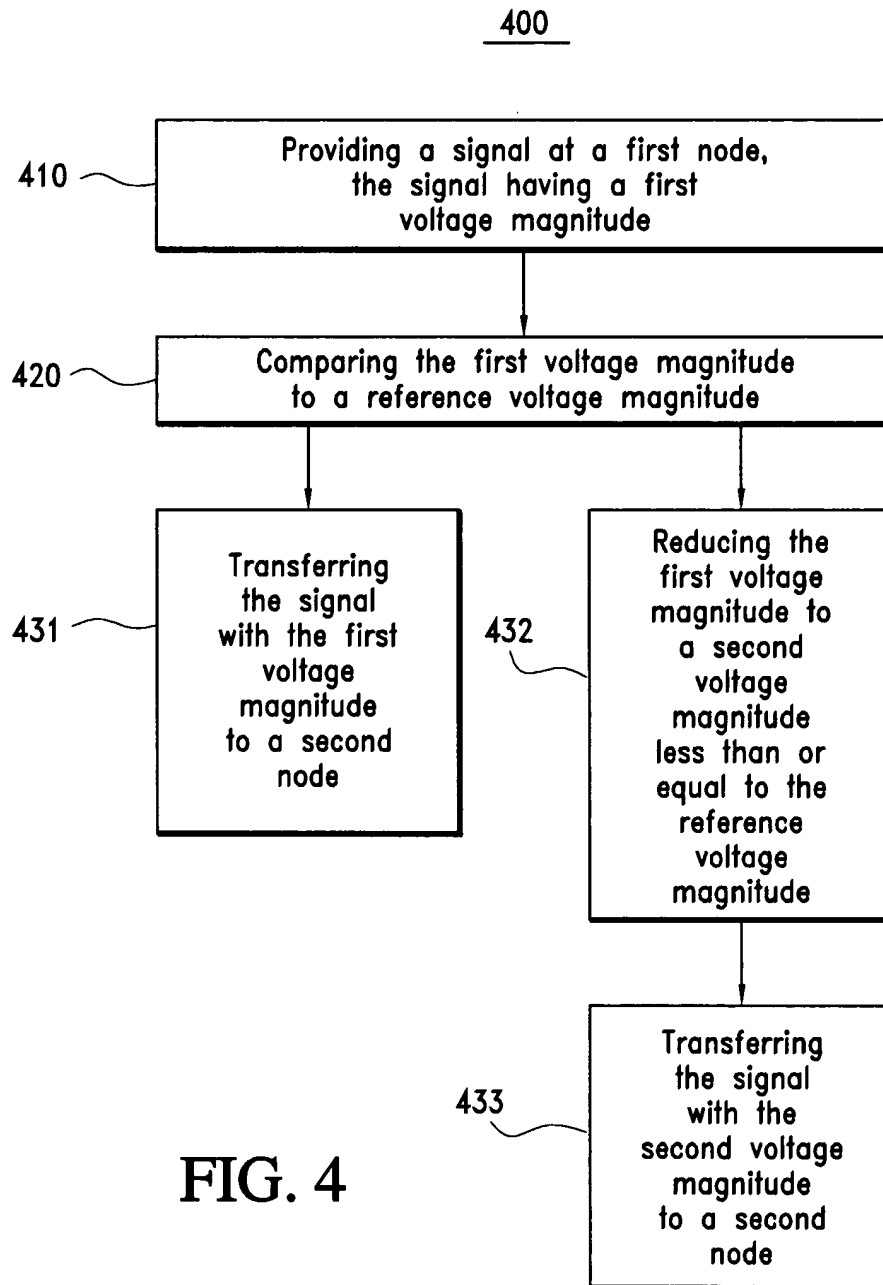 400
410
Providing a signal at a first node,
the signal having a first
voltage magnitude
420
Comparing the first voltage magnitude
to a reference voltage magnitude
431
Transferring
the signal
with the first
voltage
magnitude
to a second
node
432
Reducing the
first voltage
magnitude to
a second
voltage
magnitude
less than or
equal to the
reference
voltage
magnitude
433
Transferring
the signal
with the
second voltage
magnitude
to a second
node
FIG. 4